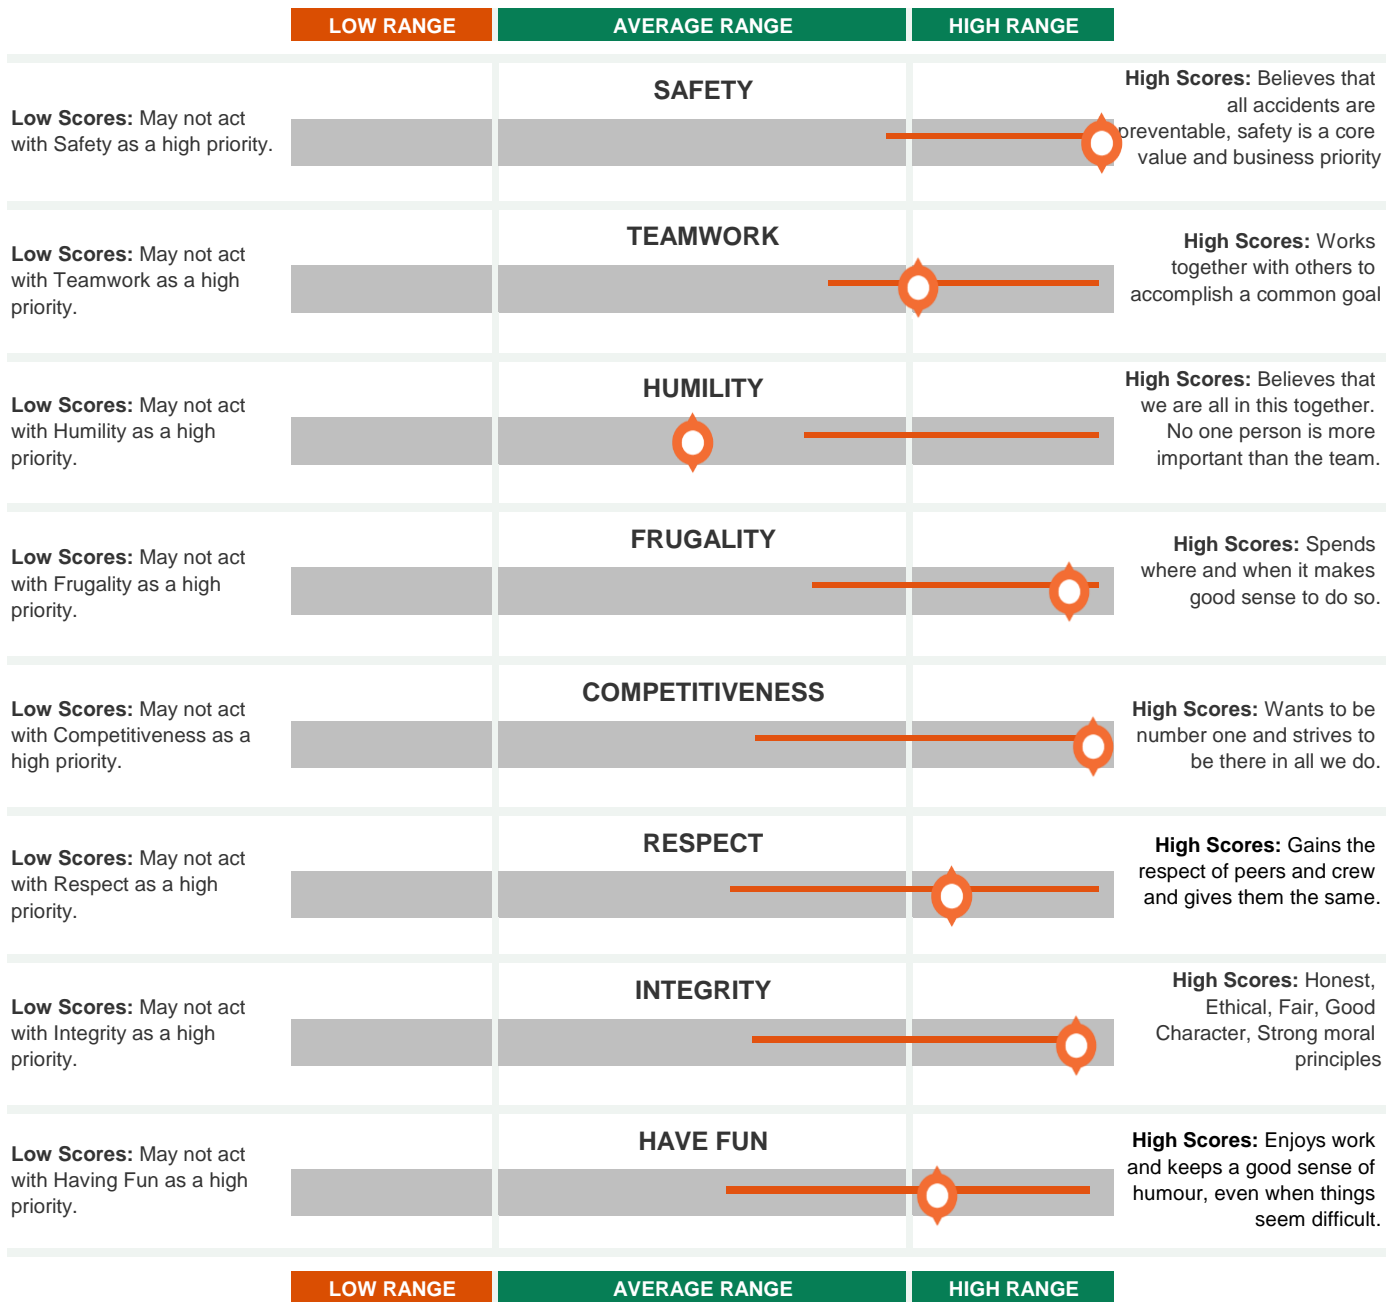 LOW RANGE AVERAGE RANGE HIGH RANGE
SAFETY
Low Scores: May not act
with Safety as a high priority.
High Scores: Believes that
all accidents are
preventable, safety is a core
value and business priority
TEAMWORK
Low Scores: May not act
with Teamwork as a high
priority.
High Scores: Works
together with others to
accomplish a common goal
HUMILITY
Low Scores: May not act
with Humility as a high
priority.
High Scores: Believes that
we are all in this together.
No one person is more
important than the team.
FRUGALITY
Low Scores: May not act
with Frugality as a high
priority.
High Scores: Spends
where and when it makes
good sense to do so.
COMPETITIVENESS
Low Scores: May not act
with Competitiveness as a
high priority.
High Scores: Wants to be
number one and strives to
be there in all we do.
RESPECT
Low Scores: May not act
with Respect as a high
priority.
High Scores: Gains the
respect of peers and crew
and gives them the same.
INTEGRITY
Low Scores: May not act
with Integrity as a high
priority.
High Scores: Honest,
Ethical, Fair, Good
Character, Strong moral
principles
HAVE FUN
Low Scores: May not act
with Having Fun as a high
priority.
High Scores: Enjoys work
and keeps a good sense of
humour, even when things
seem difficult.
LOW RANGE AVERAGE RANGE HIGH RANGE